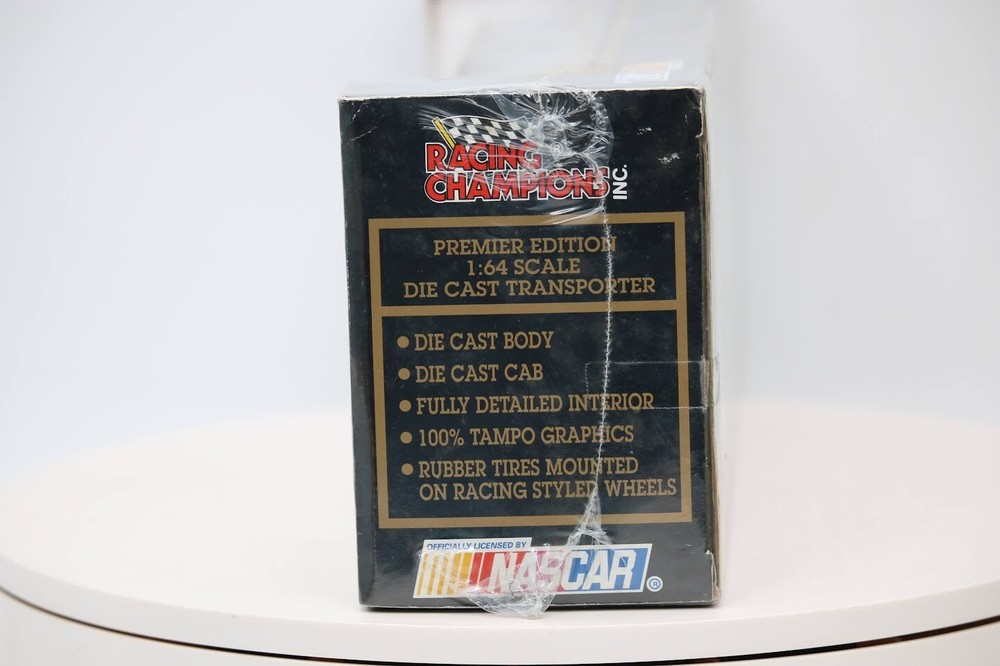 RACING
CHAMPIONS INC.
PREMIER EDITION
1:64 SCALE
DIE CAST TRANSPORTER
● DIE CAST BODY
● DIE CAST CAB
● FULLY DETAILED INTERIOR
● 100% TAMPO GRAPHICS
● RUBBER TIRES MOUNTED
ON RACING STYLED WHEELS
OFFICIALLY LICENSED BY
NASCAR ®